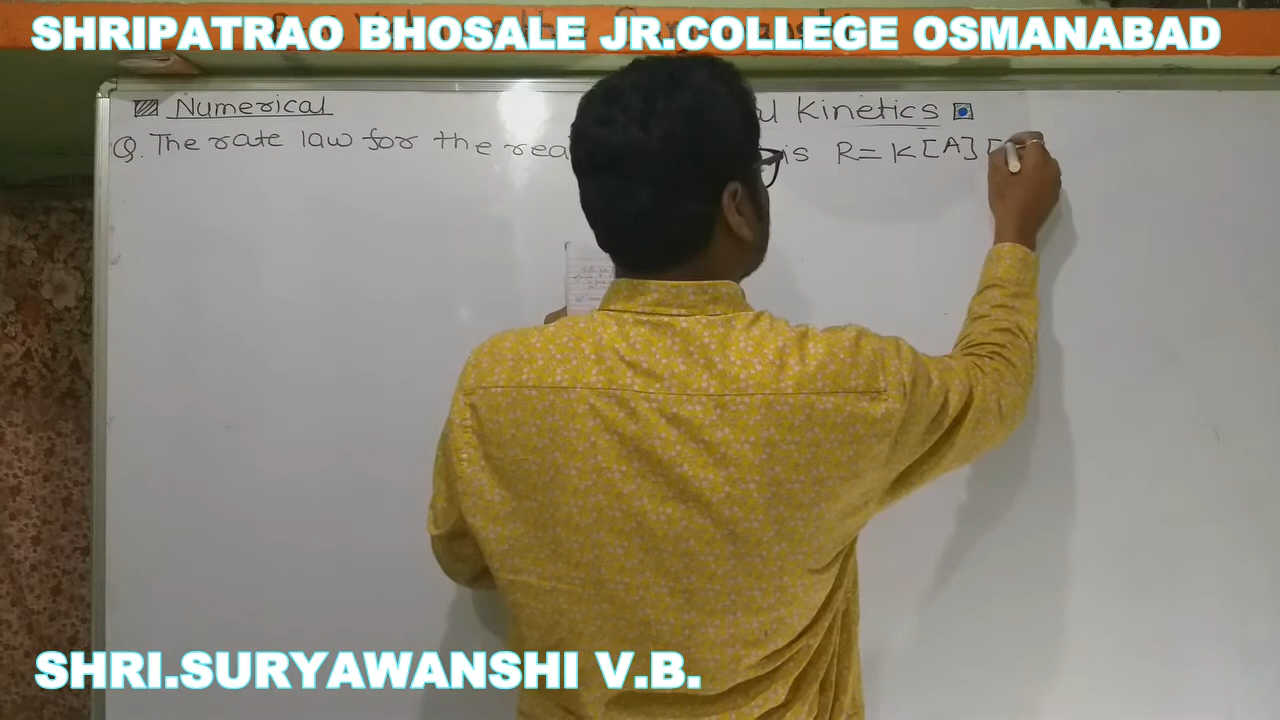 SHRIPATRAO BHOSALE JR.COLLEGE OSMANABAD
Numerical Kinetics
Q. The rate law for the rea is R= K[A][
SHRI.SURYAWANSHI V.B.